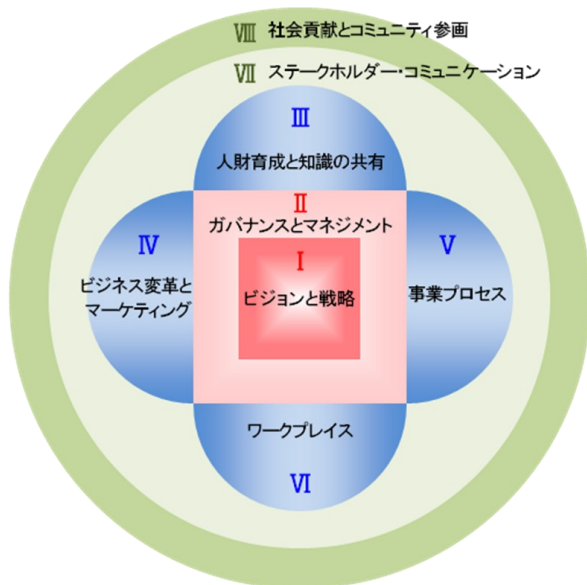 Ⅷ 社会貢献とコミュニティ参画
Ⅶ ステークホルダー・コミュニケーション
Ⅲ
人財育成と知識の共有
Ⅱ
ガバナンスとマネジメント
Ⅳ
ビジネス変革と
マーケティング
Ⅰ
ビジョンと戦略
Ⅴ
事業プロセス
ワークプレイス
Ⅵ